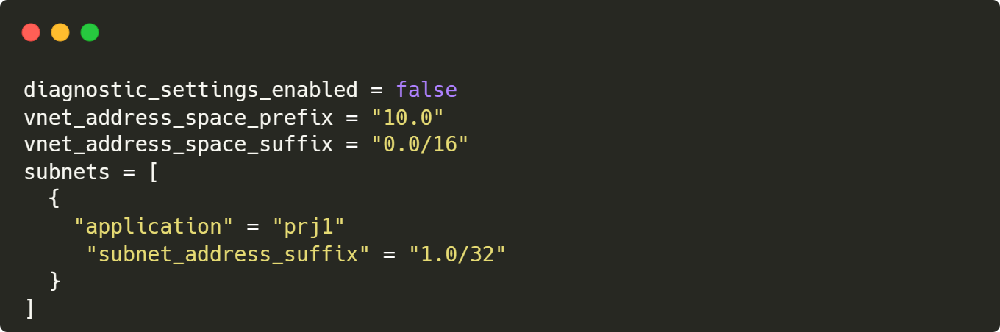 diagnostic_settings_enabled = false
vnet_address_space_prefix = "10.0"
vnet_address_space_suffix = "0.0/16"
subnets = [
  {
    "application" = "prj1"
     "subnet_address_suffix" = "1.0/32"
  }
]